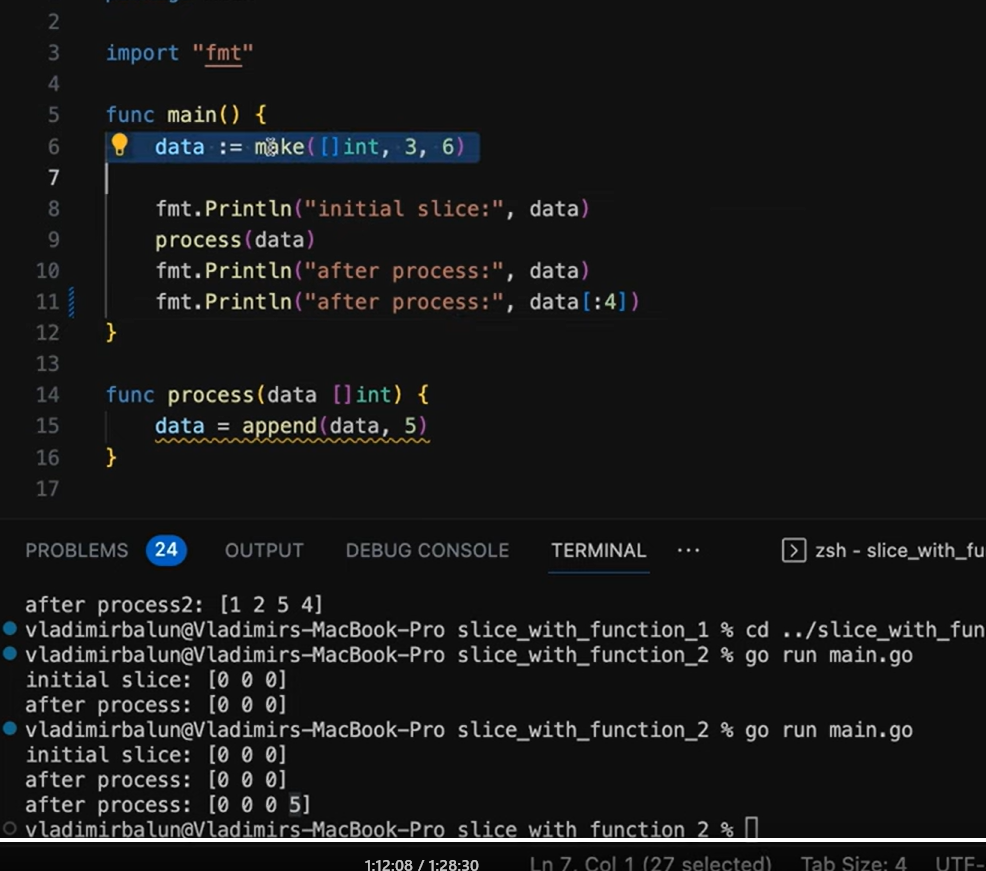 2
3 import "fmt"
4
5 func main() {
6 data := make([]int, 3, 6)
7
8 fmt.Println("initial slice:", data)
9 process(data)
10 fmt.Println("after process:", data)
11 fmt.Println("after process:", data[:4])
12 }
13
14 func process(data []int) {
15 data = append(data, 5)
16 }
17
PROBLEMS 24 OUTPUT DEBUG CONSOLE TERMINAL ··· zsh - slice_with_fu
after process2: [1 2 5 4]
vladimirbalun@Vladimirs-MacBook-Pro slice_with_function_1 % cd ../slice_with_fun
vladimirbalun@Vladimirs-MacBook-Pro slice_with_function_2 % go run main.go
initial slice: [0 0 0]
after process: [0 0 0]
vladimirbalun@Vladimirs-MacBook-Pro slice_with_function_2 % go run main.go
initial slice: [0 0 0]
after process: [0 0 0]
after process: [0 0 0 5]
vladimirbalun@Vladimirs-MacBook-Pro slice_with_function_2 %
1:12:08 / 1:28:30 Ln 7, Col 1 (27 selected) Tab Size: 4 UTF-